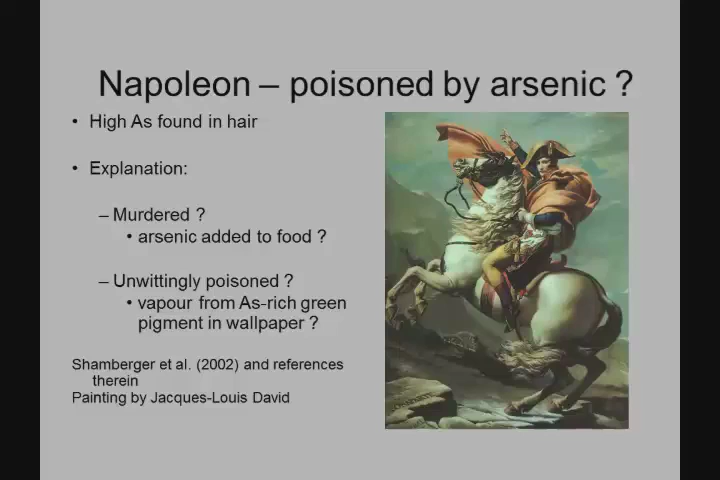 Napoleon – poisoned by arsenic ?
• High As found in hair
• Explanation:
– Murdered ?
• arsenic added to food ?
– Unwittingly poisoned ?
• vapour from As-rich green
pigment in wallpaper ?
Shamberger et al. (2002) and references
therein
Painting by Jacques-Louis David